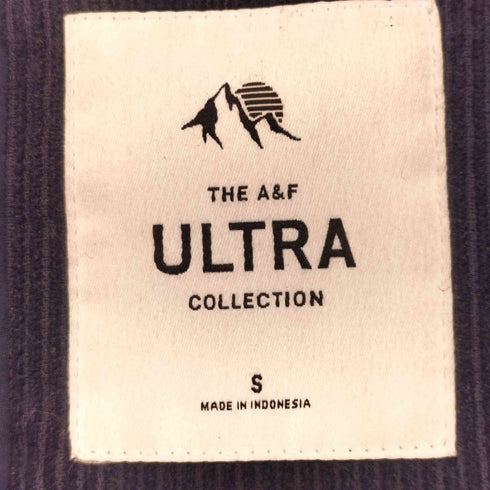 THE A&F
ULTRA
COLLECTION
S
MADE IN INDONESIA